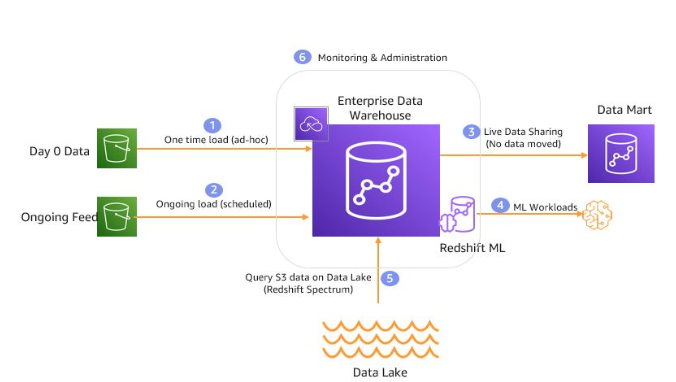 6 Monitoring & Administration
Enterprise Data
Warehouse
Data Mart
1
One time load (ad-hoc)
Day 0 Data
3 Live Data Sharing
(No data moved)
2
Ongoing load (scheduled)
Ongoing Feed
4 ML Workloads
Redshift ML
Query S3 data on Data Lake 5
(Redshift Spectrum)
Data Lake